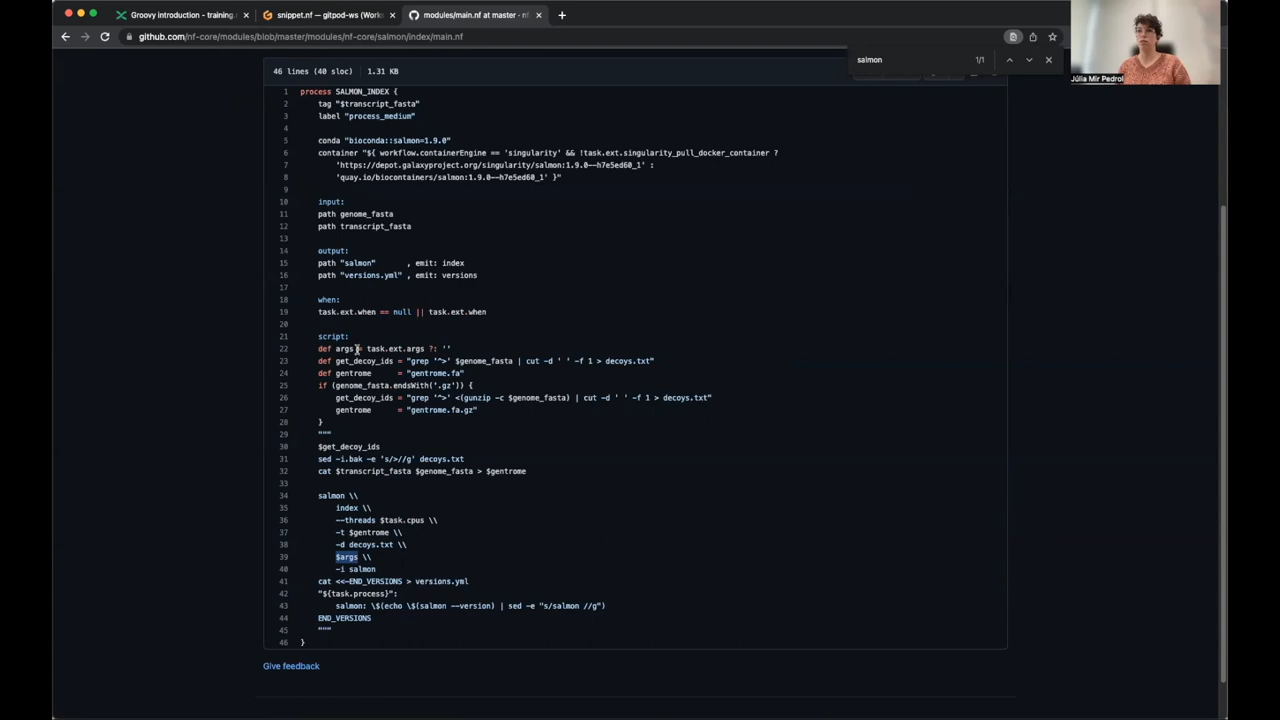 Groovy introduction - training.
snippet.nf — gitpod-ws (Works
modules/main.nf at master · nf-
github.com/nf-core/modules/blob/master/modules/nf-core/salmon/index/main.nf
salmon 1/1
Júlia Mir Pedrol
46 lines (40 sloc) 1.31 KB
1 process SALMON_INDEX {
2 tag "$transcript_fasta"
3 label "process_medium"
4
5 conda "bioconda::salmon=1.9.0"
6 container "${ workflow.containerEngine == 'singularity' && !task.ext.singularity_pull_docker_container ?
7 'https://depot.galaxyproject.org/singularity/salmon:1.9.0--h7e5ed60_1' :
8 'quay.io/biocontainers/salmon:1.9.0--h7e5ed60_1' }"
9
10 input:
11 path genome_fasta
12 path transcript_fasta
13
14 output:
15 path "salmon" , emit: index
16 path "versions.yml" , emit: versions
17
18 when:
19 task.ext.when == null || task.ext.when
20
21 script:
22 def args = task.ext.args ?: ''
23 def get_decoy_ids = "grep '^>' $genome_fasta | cut -d ' ' -f 1 > decoys.txt"
24 def gentrome = "gentrome.fa"
25 if (genome_fasta.endsWith('.gz')) {
26 get_decoy_ids = "grep '^>' <(gunzip -c $genome_fasta) | cut -d ' ' -f 1 > decoys.txt"
27 gentrome = "gentrome.fa.gz"
28 }
29 """
30 $get_decoy_ids
31 sed -i.bak -e 's/>//g' decoys.txt
32 cat $transcript_fasta $genome_fasta > $gentrome
33
34 salmon \\
35 index \\
36 --threads $task.cpus \\
37 -t $gentrome \\
38 -d decoys.txt \\
39 $args \\
40 -i salmon
41 cat <<-END_VERSIONS > versions.yml
42 "${task.process}":
43 salmon: \$(echo \$(salmon --version) | sed -e "s/salmon //g")
44 END_VERSIONS
45 """
46 }
Give feedback